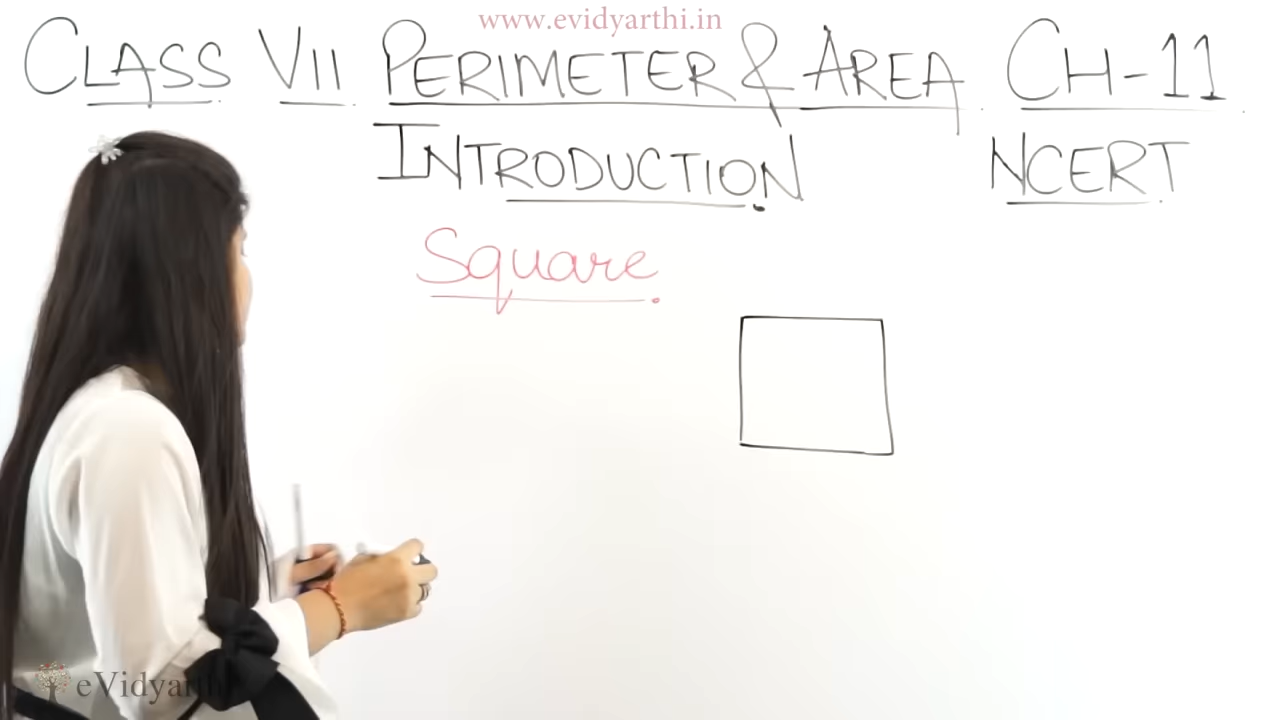 www.evidyarthi.in
CLASS VII PERIMETER & AREA CH-11
INTRODUCTION NCERT
Square
eVidyarthi